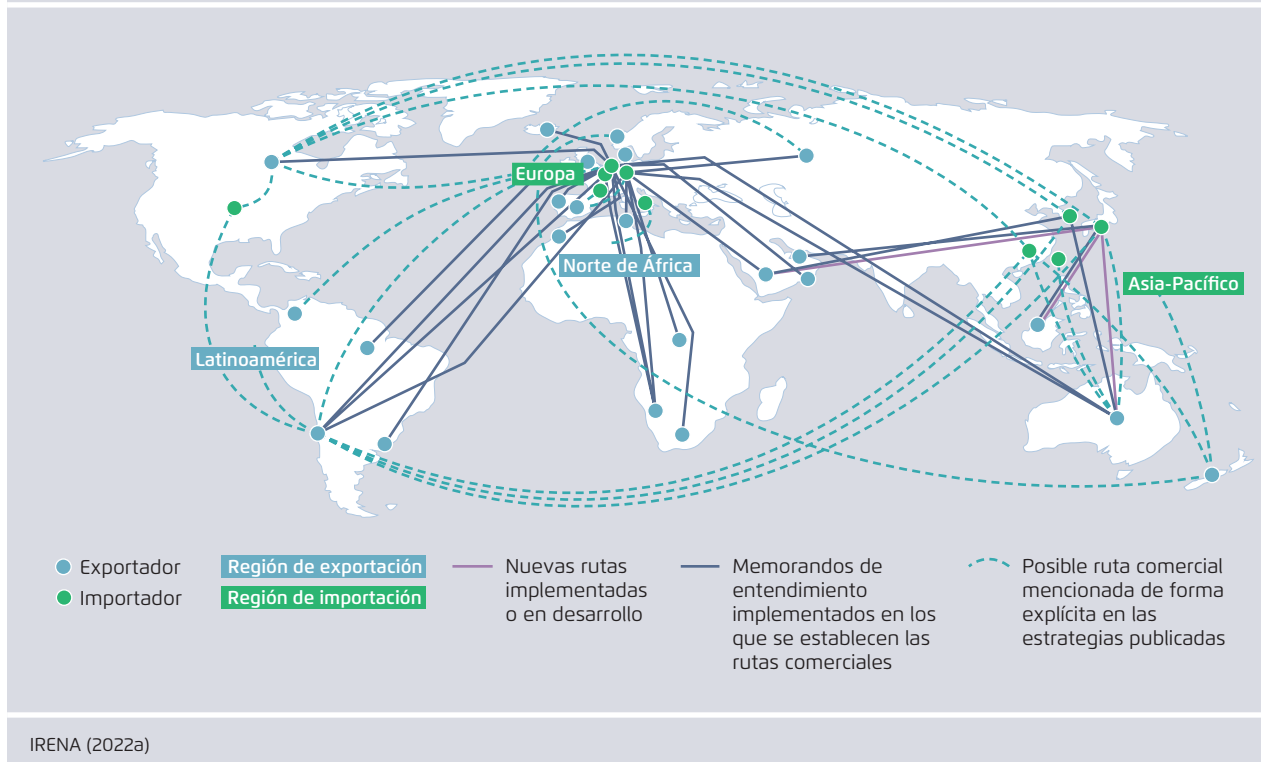 Europa
Norte de África
Asia-Pacífico
Latinoamérica
Exportador
Importador
Región de exportación
Región de importación
Nuevas rutas
implementadas
o en desarrollo
Memorandos de
entendimiento
implementados en los
que se establecen las
rutas comerciales
Posible ruta comercial
mencionada de forma
explícita en las
estrategias publicadas
IRENA (2022a)